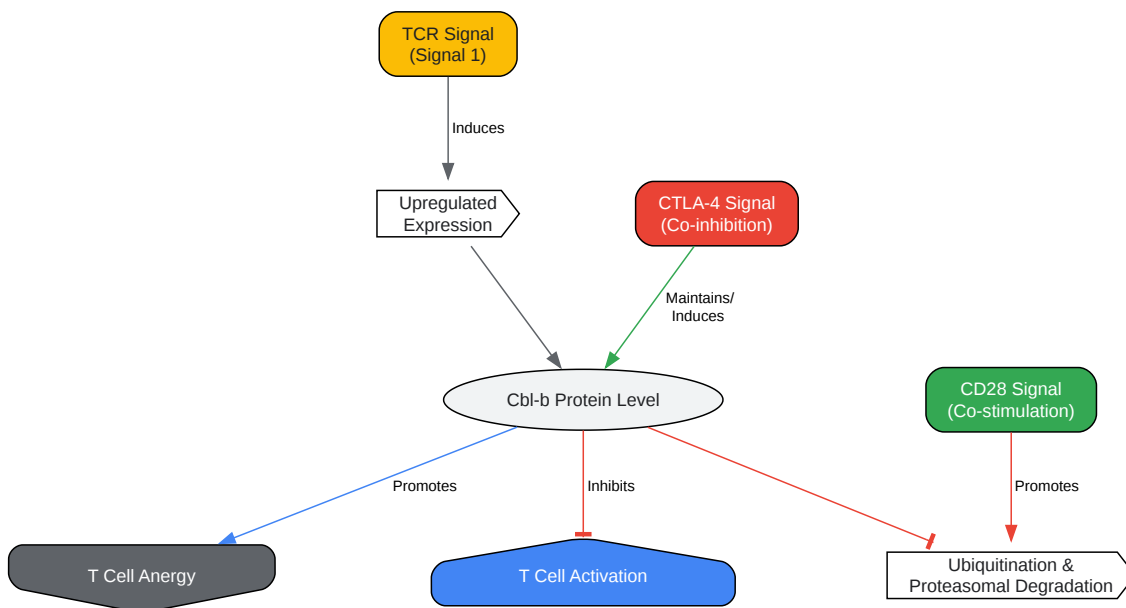 TCR Signal
(Signal 1)
Induces
Upregulated
Expression
CTLA-4 Signal
(Co-inhibition)
Maintains/
Induces
Cbl-b Protein Level
CD28 Signal
(Co-stimulation)
Promotes
Inhibits
Promotes
T Cell Anergy
T Cell Activation
Ubiquitination &
Proteasomal Degradation